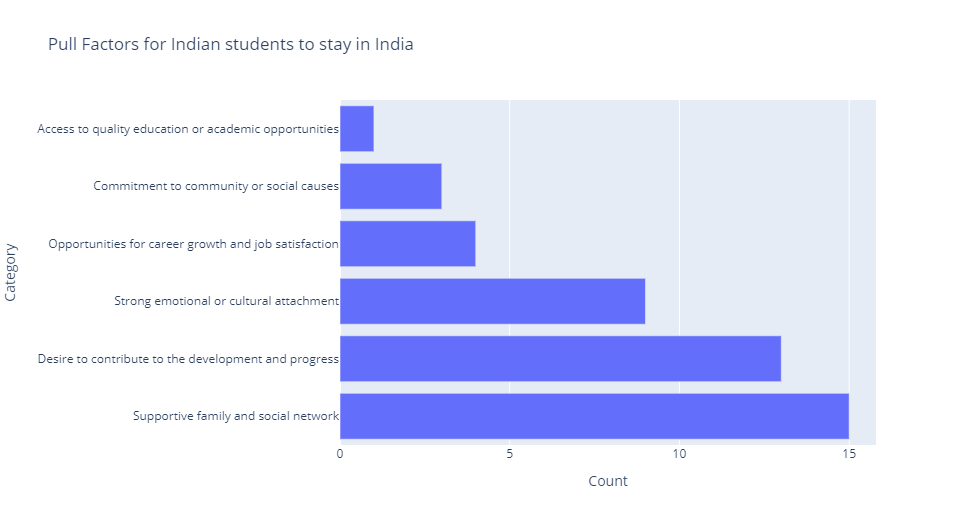 Pull Factors for Indian students to stay in India
Access to quality education or academic opportunities
Commitment to community or social causes
Opportunities for career growth and job satisfaction
Strong emotional or cultural attachment
Desire to contribute to the development and progress
Supportive family and social network
Category
0 5 10 15
Count